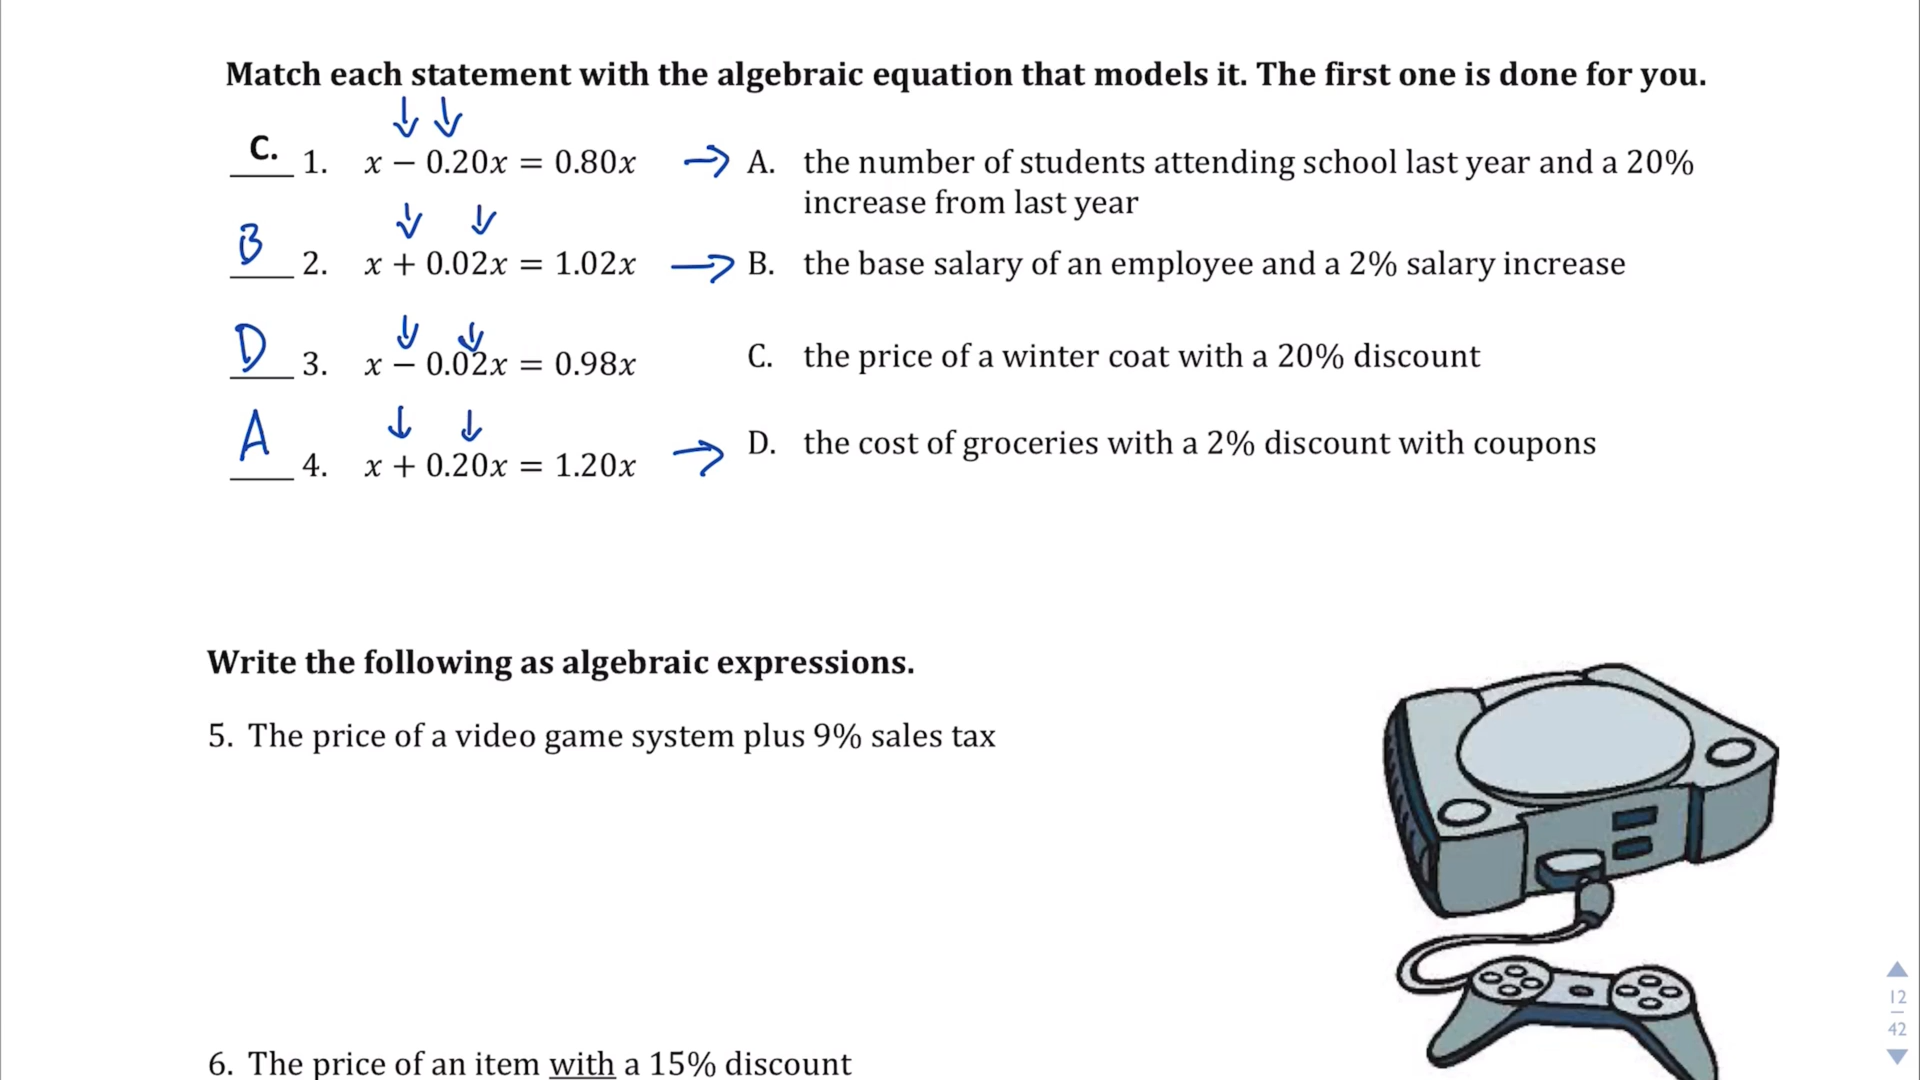 Match each statement with the algebraic equation that models it. The first one is done for you.
C. 1. x − 0.20x = 0.80x → A. the number of students attending school last year and a 20%
increase from last year
B 2. x + 0.02x = 1.02x → B. the base salary of an employee and a 2% salary increase
D 3. x − 0.02x = 0.98x C. the price of a winter coat with a 20% discount
A 4. x + 0.20x = 1.20x → D. the cost of groceries with a 2% discount with coupons
Write the following as algebraic expressions.
5. The price of a video game system plus 9% sales tax
6. The price of an item with a 15% discount
12
42